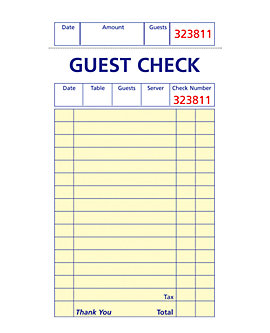 Date Amount Guests 323811
GUEST CHECK
Date Table Guests Server Check Number
323811
Tax
Thank You Total